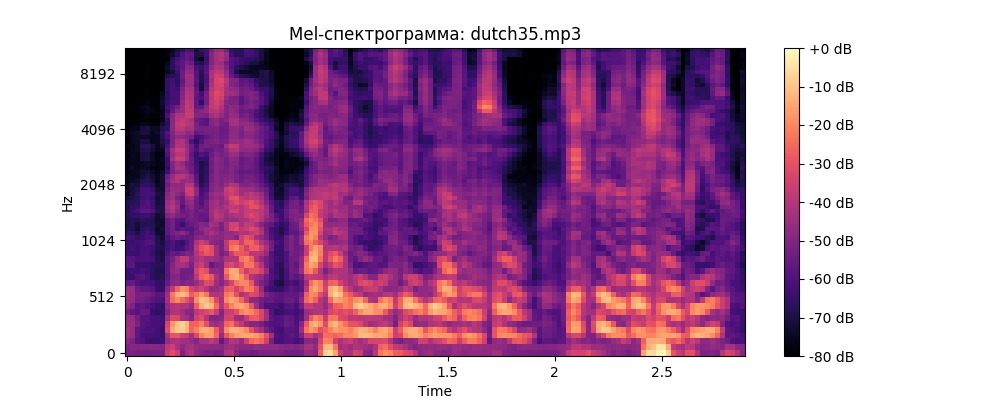 Mel-спектрограмма: dutch35.mp3
+0 dB
8192
-10 dB
4096
-20 dB
-30 dB
2048
Hz
-40 dB
1024
-50 dB
-60 dB
512
-70 dB
0
-80 dB
0 0.5 1 1.5 2 2.5
Time